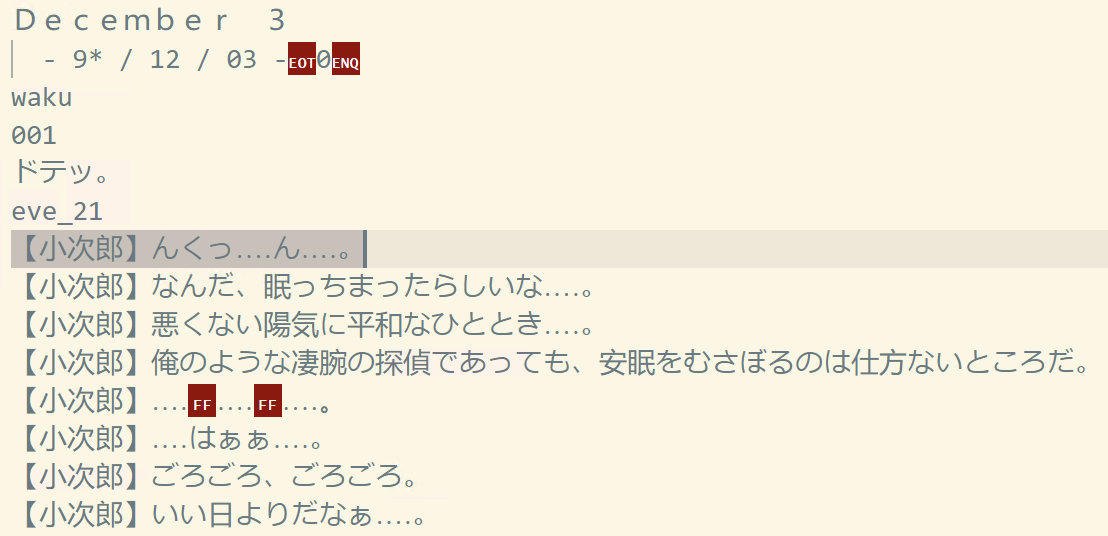 Ｄｅｃｅｍｂｅｒ　３
- 9* / 12 / 03 -EOT0ENQ
waku
001
ドテッ。
eve_21
【小次郎】んくっ‥‥ん‥‥。
【小次郎】なんだ、眠っちまったらしいな‥‥。
【小次郎】悪くない陽気に平和なひととき‥‥。
【小次郎】俺のような凄腕の探偵であっても、安眠をむさぼるのは仕方ないところだ。
【小次郎】‥‥FF‥‥FF‥‥。
【小次郎】‥‥はぁぁ‥‥。
【小次郎】ごろごろ、ごろごろ。
【小次郎】いい日よりだなぁ‥‥。